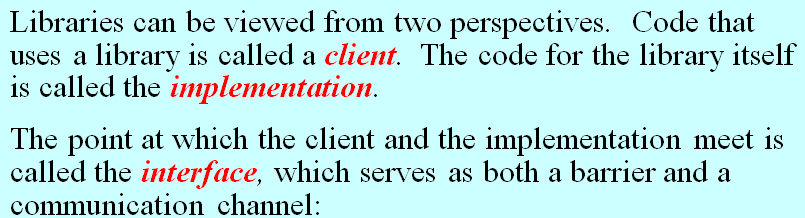 Libraries can be viewed from two perspectives. Code that
uses a library is called a client. The code for the library itself
is called the implementation.
The point at which the client and the implementation meet is
called the interface, which serves as both a barrier and a
communication channel: